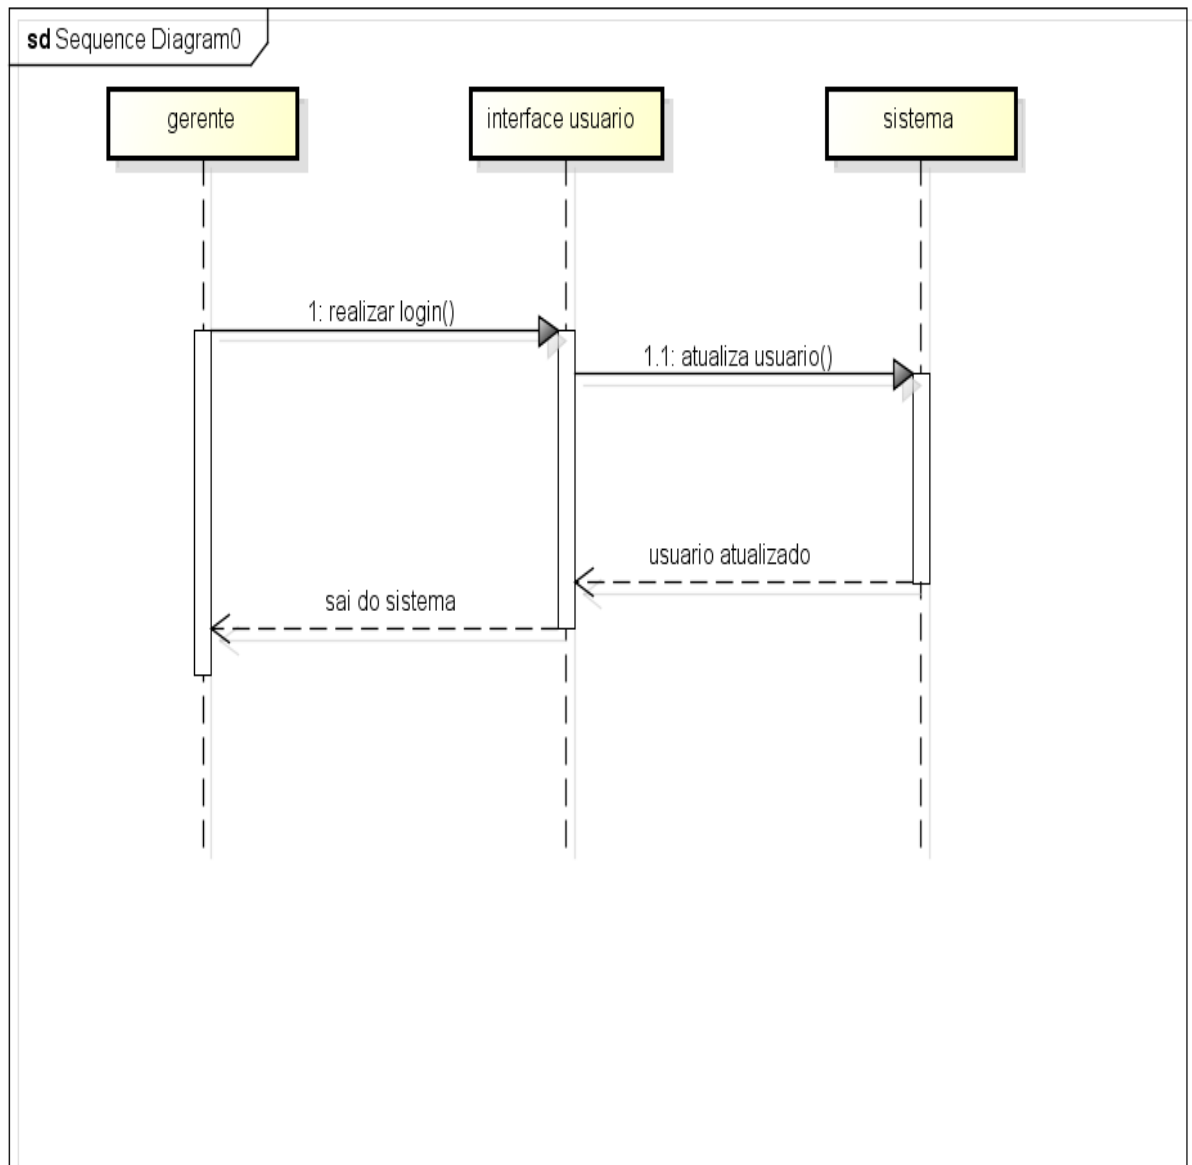 sd Sequence Diagram0
gerente
interface usuario
sistema
1: realizar login()
1.1: atualiza usuario()
usuario atualizado
sai do sistema